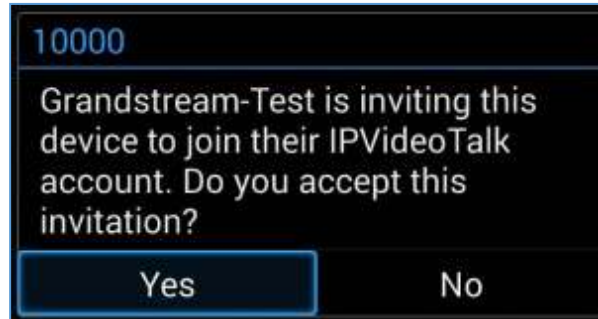 10000
Grandstream-Test is inviting this
device to join their IPVideoTalk
account. Do you accept this
invitation?
Yes No